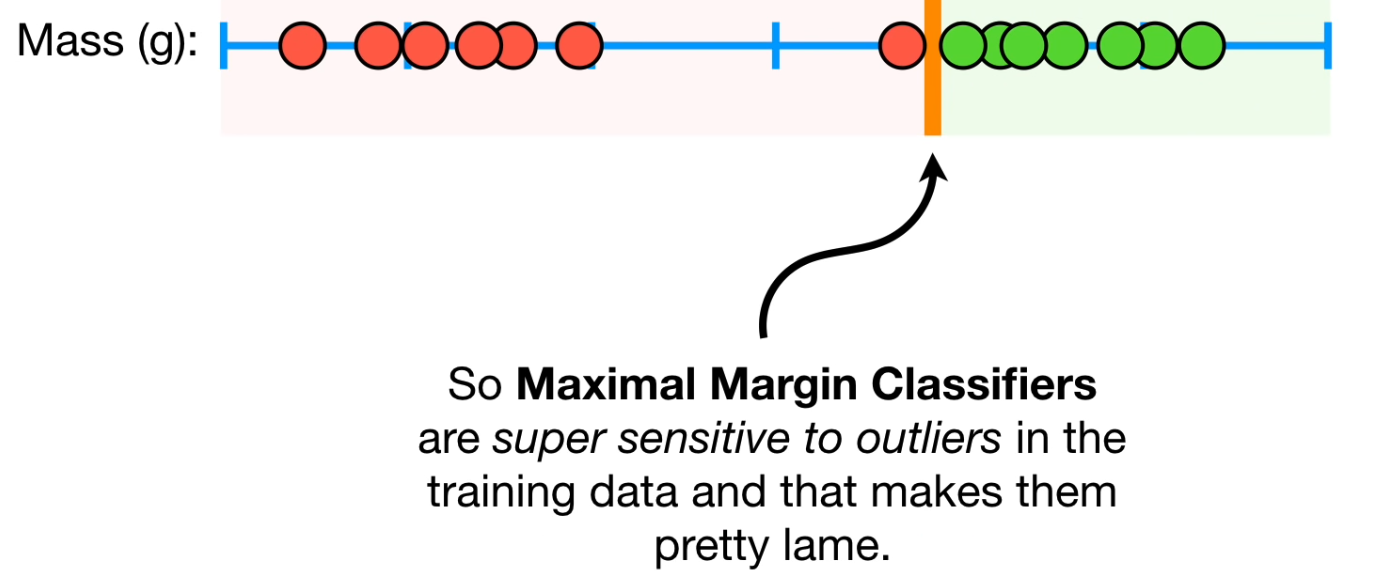 Mass (g):
So Maximal Margin Classifiers
are super sensitive to outliers in the
training data and that makes them
pretty lame.